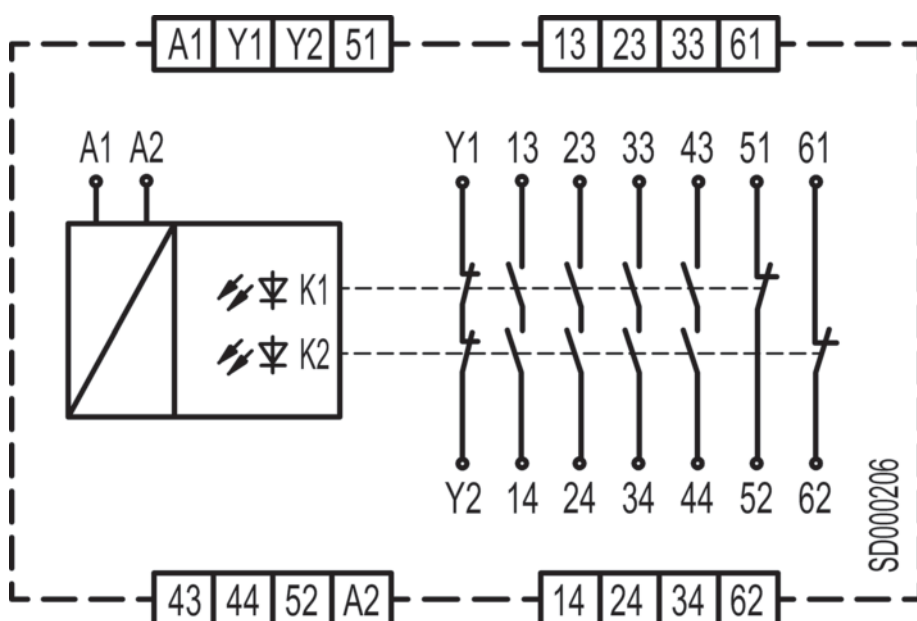 A1 Y1 Y2 51 13 23 33 61
A1 A2 Y1 13 23 33 43 51 61
K1
K2
Y2 14 24 34 44 52 62
SD000206
43 44 52 A2 14 24 34 62